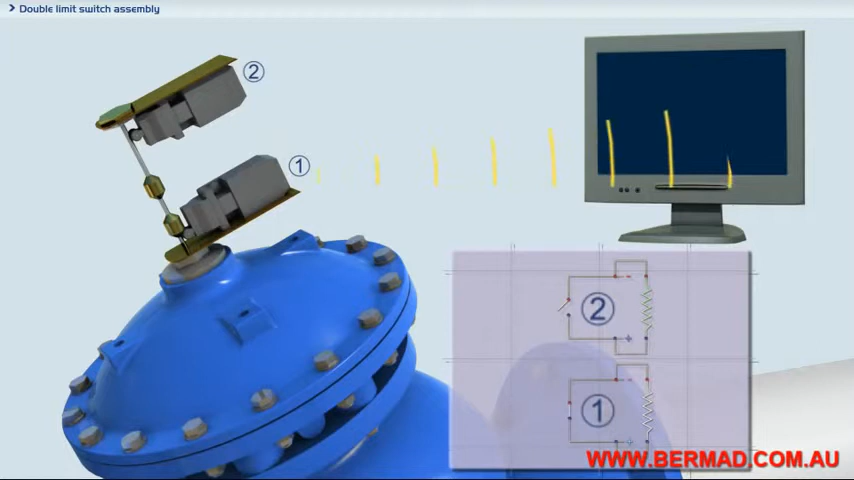 > Double limit switch assembly
②
①
②
①
WWW.BERMAD.COM.AU